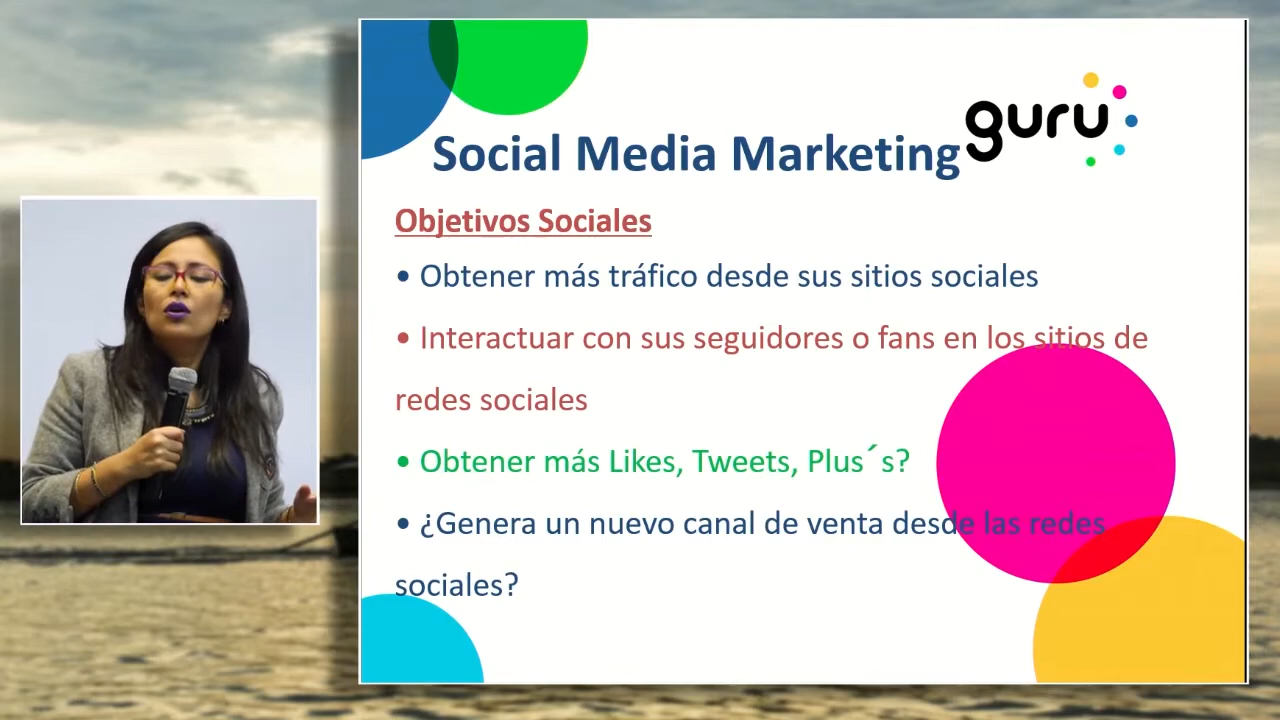 guru
Social Media Marketing
Objetivos Sociales
• Obtener más tráfico desde sus sitios sociales
• Interactuar con sus seguidores o fans en los sitios de
redes sociales
• Obtener más Likes, Tweets, Plus´s?
• ¿Genera un nuevo canal de venta desde las redes
sociales?